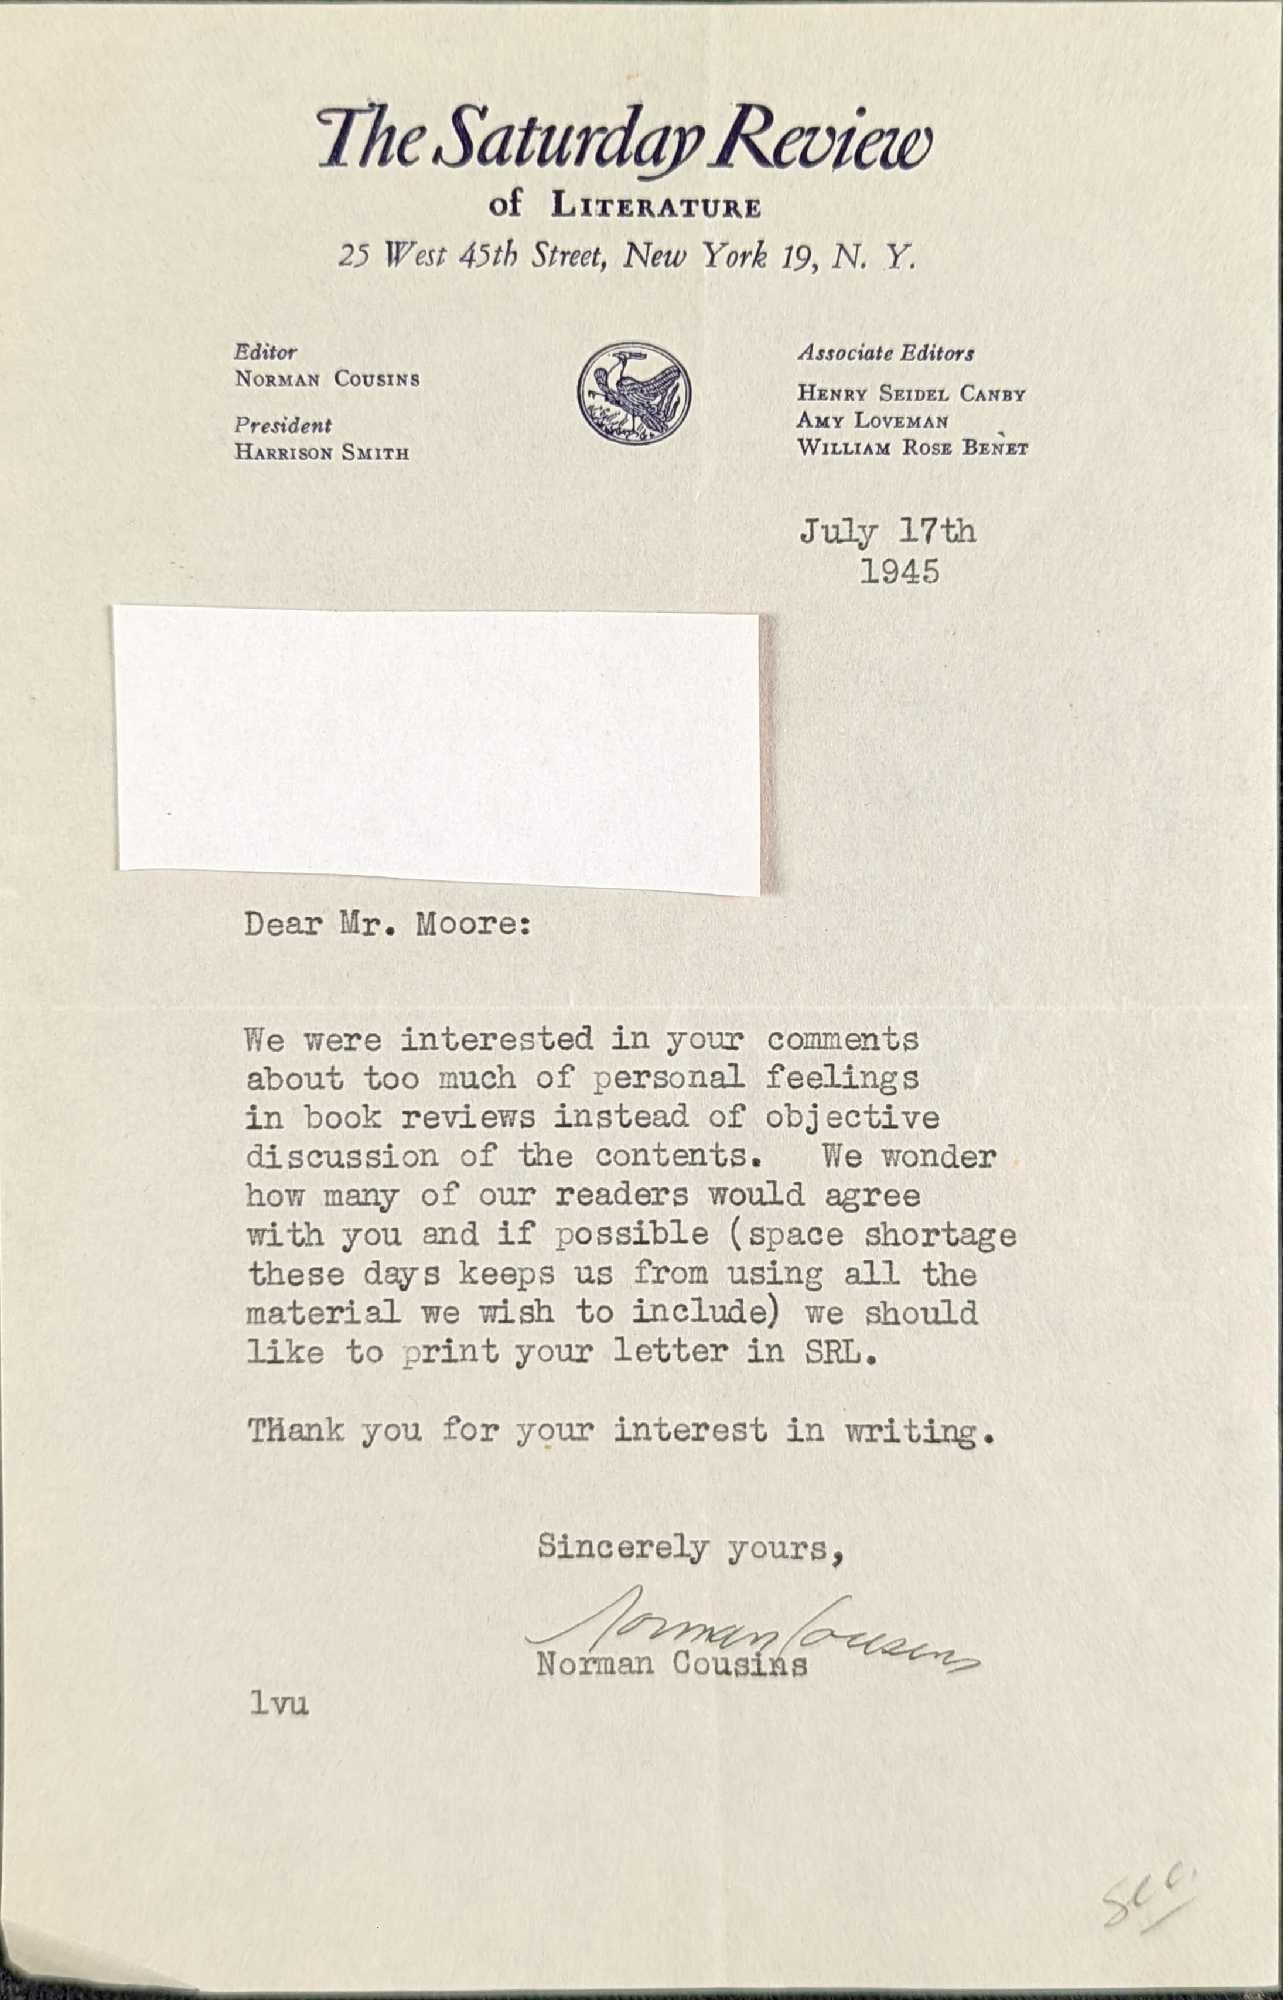 The Saturday Review
of LITERATURE
25 West 45th Street, New York 19, N. Y.
Editor
NORMAN COUSINS
President
HARRISON SMITH
Associate Editors
HENRY SEIDEL CANBY
AMY LOVEMAN
WILLIAM ROSE BENÈT
July 17th
1945
Dear Mr. Moore:
We were interested in your comments
about too much of personal feelings
in book reviews instead of objective
discussion of the contents. We wonder
how many of our readers would agree
with you and if possible (space shortage
these days keeps us from using all the
material we wish to include) we should
like to print your letter in SRL.
THank you for your interest in writing.
Sincerely yours,
Norman Cousins
Norman Cousins
lvu
sec.